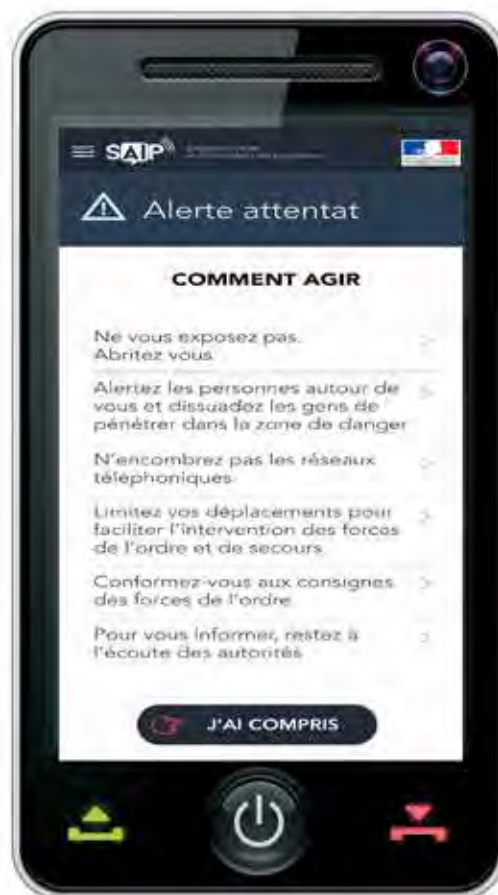 SAIP
Alerte attentat
COMMENT AGIR
Ne vous exposez pas.
Abritez vous
Alertez les personnes autour de
vous et dissuadez les gens de
pénétrer dans la zone de danger
N'encombrez pas les réseaux
téléphoniques
Limitez vos déplacements pour
faciliter l'intervention des forces
de l'ordre et de secours
Conformez-vous aux consignes
des forces de l'ordre
Pour vous informer, restez à
l'écoute des autorités
J'AI COMPRIS